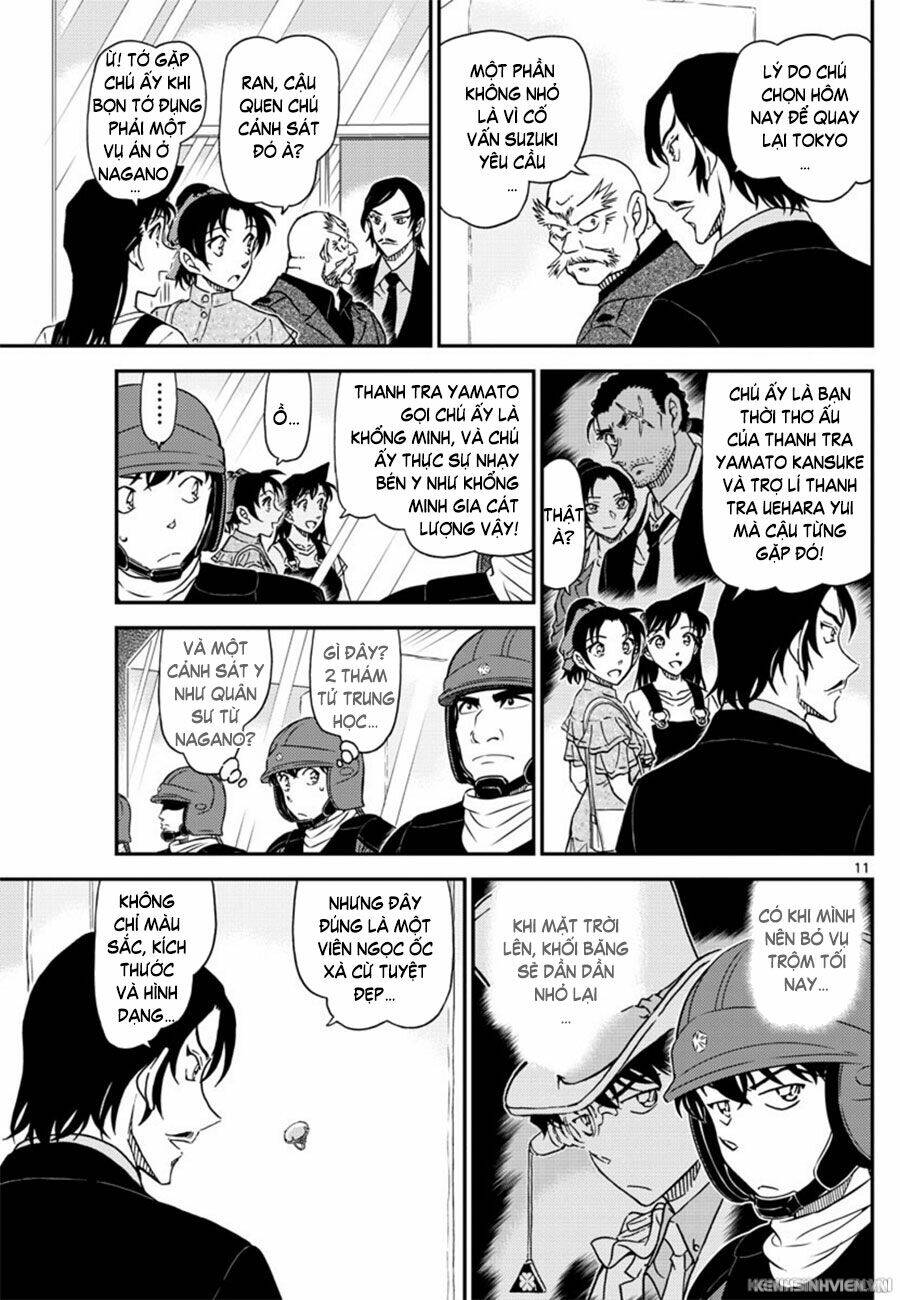 LÝ DO CHÚ
CHỌN HÔM
NAY ĐỂ QUAY
LẠI TOKYO
...
MỘT PHẦN
KHÔNG NHỎ
LÀ VÌ CỐ
VẤN SUZUKI
YÊU CẦU
...
RAN, CẬU
QUEN CHÚ
CẢNH SÁT
ĐÓ À?
Ừ! TỚ GẶP
CHÚ ẤY KHI
BỌN TỚ ĐỤNG
PHẢI MỘT
VỤ ÁN Ở
NAGANO
...
CHÚ ẤY LÀ BẠN
THỜI THƠ ẤU
CỦA THANH TRA
YAMATO KANSUKE
VÀ TRỢ LÍ THANH
TRA UEHARA YUI
MÀ CẬU TỪNG
GẶP ĐÓ!
THẬT
À?
THANH TRA YAMATO
GỌI CHÚ ẤY LÀ
KHỔNG MINH, VÀ CHÚ
ẤY THỰC SỰ NHẠY
BÉN Y NHƯ KHỔNG
MINH GIA CÁT
LƯỢNG VẬY!
Ồ...
......
GÌ ĐÂY?
2 THÁM
TỬ TRUNG
HỌC...
VÀ MỘT
CẢNH SÁT Y
NHƯ QUÂN
SƯ TỪ
NAGANO?
11
CÓ KHI MÌNH
NÊN BỎ VỤ
TRỘM TỐI
NAY...
KHI MẶT TRỜI
LÊN, KHỐI BĂNG
SẼ DẦN DẦN
NHỎ LẠI
...
NHƯNG ĐÂY
ĐÚNG LÀ MỘT
VIÊN NGỌC ỐC
XÀ CỪ TUYỆT
ĐẸP...
KHÔNG
CHỈ MÀU
SẮC, KÍCH
THƯỚC
VÀ HÌNH
DẠNG...
KENHSINHVIEN.VN